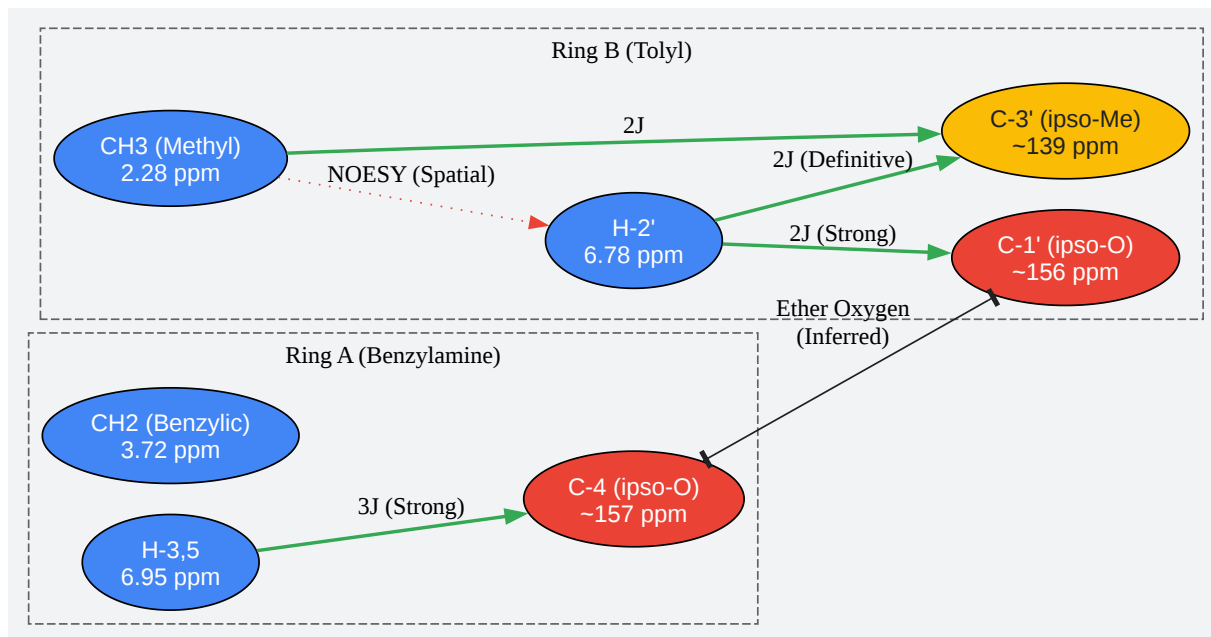 Ring B (Tolyl)
CH3 (Methyl)
2.28 ppm
2J
C-3' (ipso-Me)
~139 ppm
2J (Definitive)
NOESY (Spatial)
H-2'
6.78 ppm
2J (Strong)
C-1' (ipso-O)
~156 ppm
Ether Oxygen
(Inferred)
Ring A (Benzylamine)
CH2 (Benzylic)
3.72 ppm
3J (Strong)
C-4 (ipso-O)
~157 ppm
H-3,5
6.95 ppm